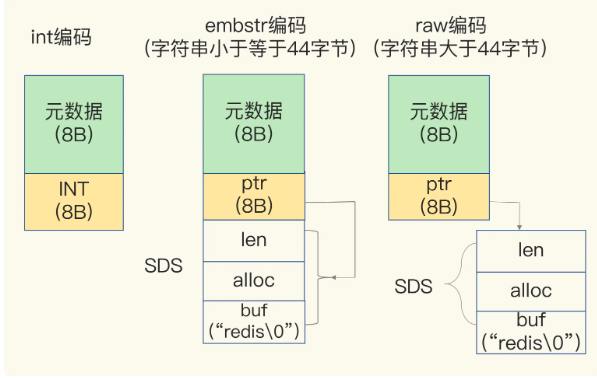 int编码
embstr编码
(字符串小于等于44字节)
raw编码
(字符串大于44字节)
元数据
(8B)
INT
(8B)
元数据
(8B)
ptr
(8B)
SDS
len
alloc
buf
(“redis\0”)
元数据
(8B)
ptr
(8B)
SDS
len
alloc
buf
(“redis\0”)